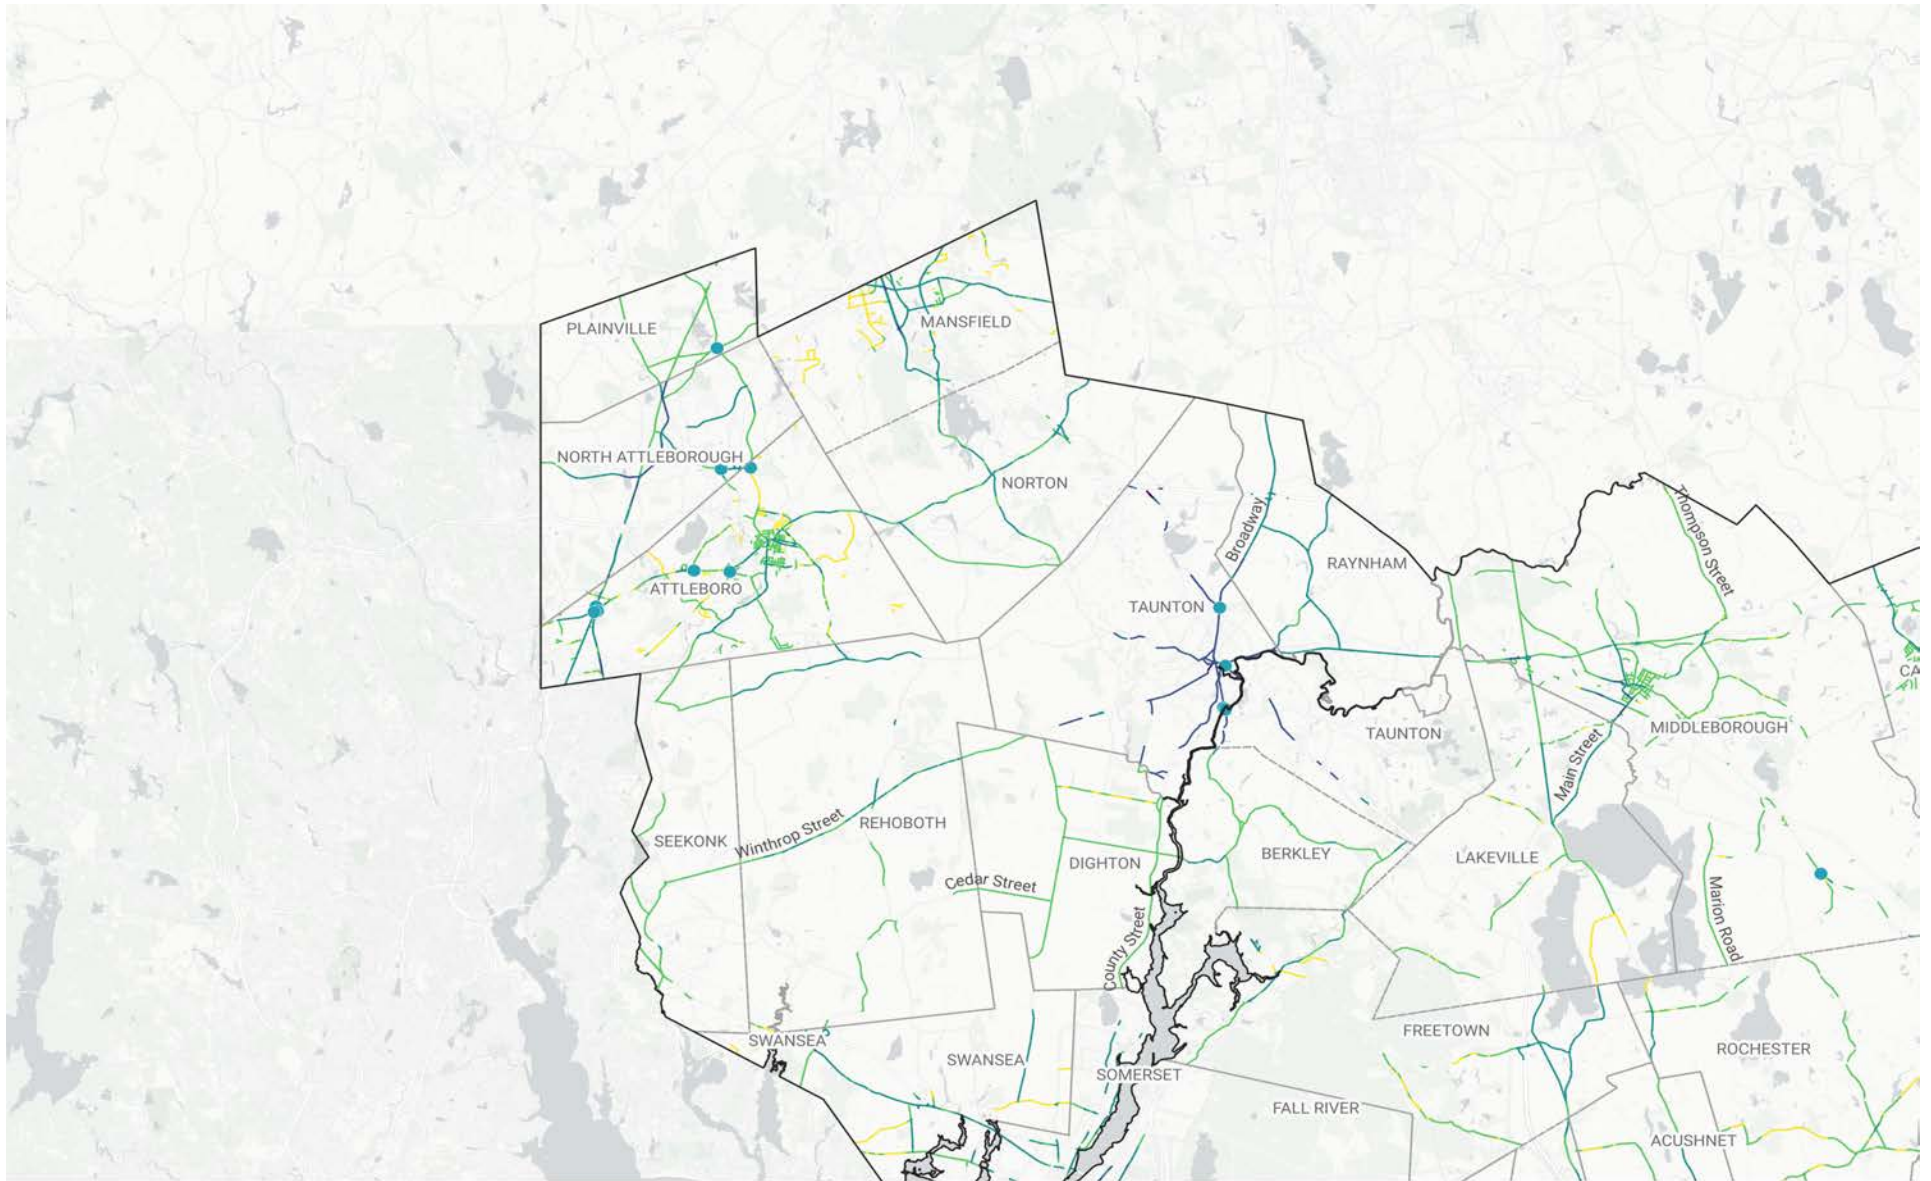 PLAINVILLE
MANSFIELD
NORTH ATTLEBOROUGH
NORTON
Thompson Street
Broadway
RAYNHAM
ATTLEBORO
TAUNTON
MIDDLEBOROUGH
TAUNTON
Main Street
CA
SEEKONK
Winthrop Street
REHOBOTH
DIGHTON
BERKLEY
LAKEVILLE
Cedar Street
Marion Road
County Street
FREETOWN
ROCHESTER
SWANSEA
SWANSEA
SOMERSET
FALL RIVER
ACUSHNET